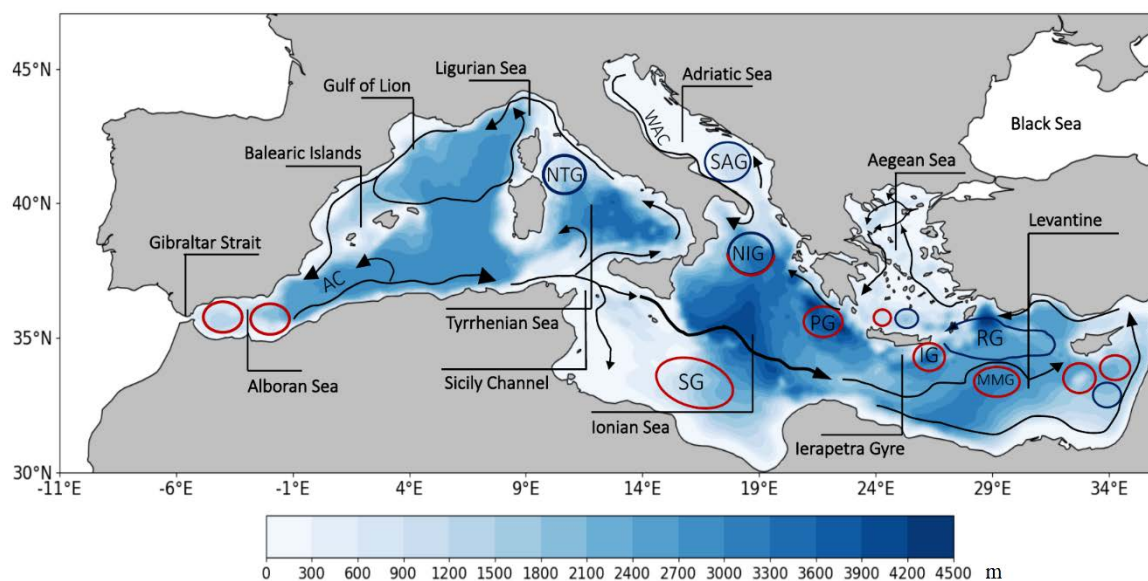 45°N
40°N
35°N
30°N
Ligurian Sea
Adriatic Sea
Gulf of Lion
WAC
Black Sea
Balearic Islands
SAG
Aegean Sea
NTG
Levantine
Gibraltar Strait
NIG
AC
Tyrrhenian Sea
PG
RG
IG
Alboran Sea
Sicily Channel
SG
MMG
Ionian Sea
Ierapetra Gyre
-11°E -6°E -1°E 4°E 9°E 14°E 19°E 24°E 29°E 34°E
0 300 600 900 1200 1500 1800 2100 2400 2700 3000 3300 3600 3900 4200 4500 m